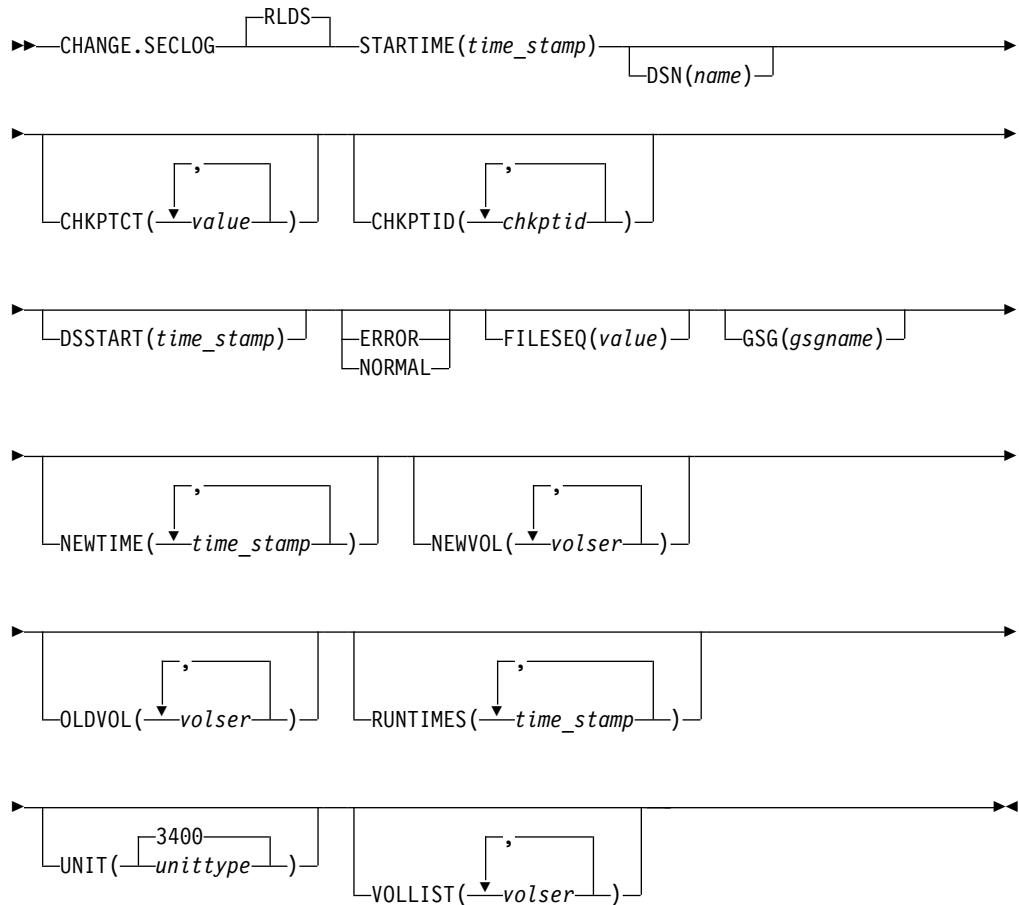 RLDS
CHANGE.SECLOG STARTIME(time_stamp)
DSN(name)
, ,
CHKPTCT( value ) CHKPTID( chkptid )
DSSTART(time_stamp) ERROR FILESEQ(value) GSG(gsgname)
NORMAL
, ,
NEWTIME( time_stamp ) NEWVOL( volser )
, ,
OLDVOL( volser ) RUNTIMES( time_stamp )
3400 ,
UNIT( unittype )
VOLLIST( volser )